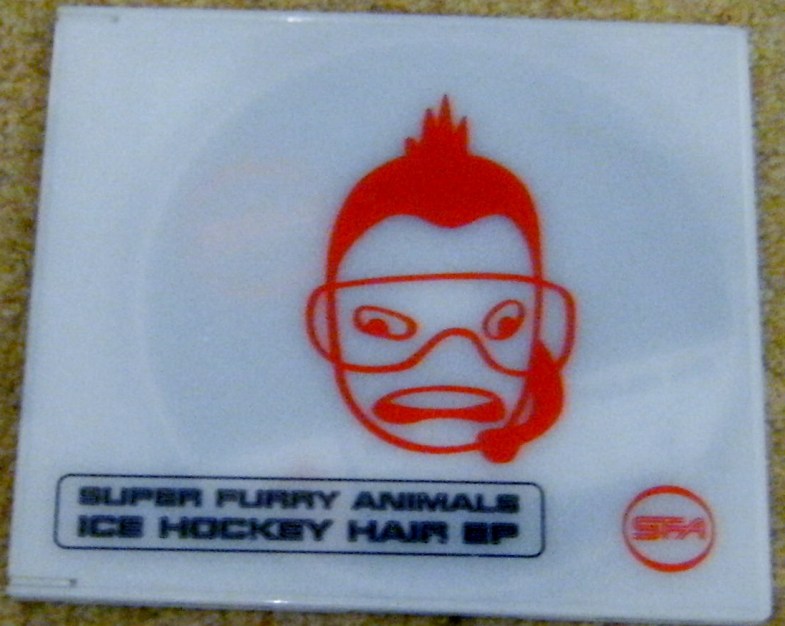 SUPER FURRY ANIMALS
ICE HOCKEY HAIR EP
SFA